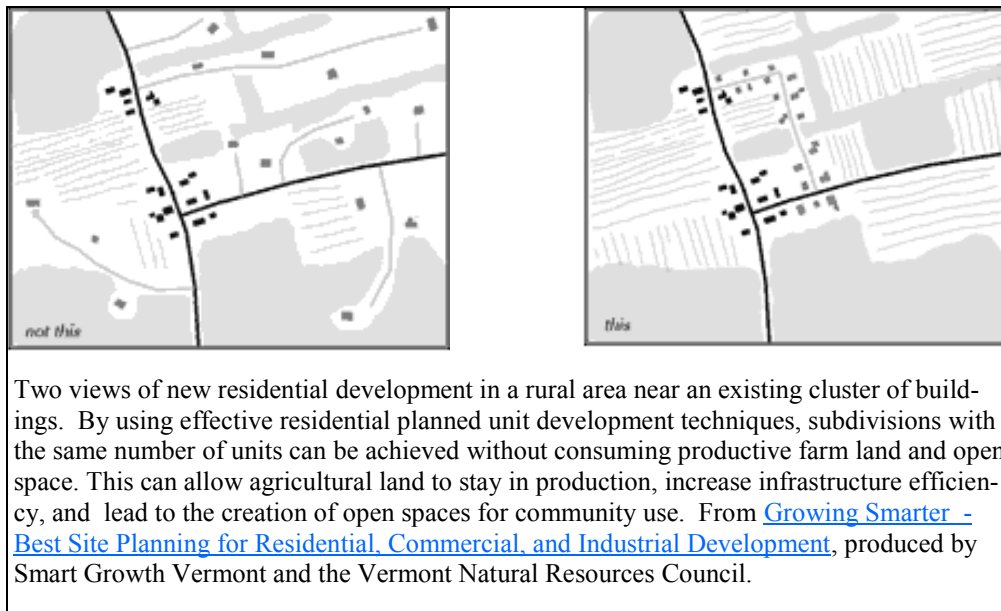 not this
this
Two views of new residential development in a rural area near an existing cluster of build-
ings.  By using effective residential planned unit development techniques, subdivisions with
the same number of units can be achieved without consuming productive farm land and open
space. This can allow agricultural land to stay in production, increase infrastructure efficien-
cy, and  lead to the creation of open spaces for community use.  From Growing Smarter  -
Best Site Planning for Residential, Commercial, and Industrial Development, produced by
Smart Growth Vermont and the Vermont Natural Resources Council.